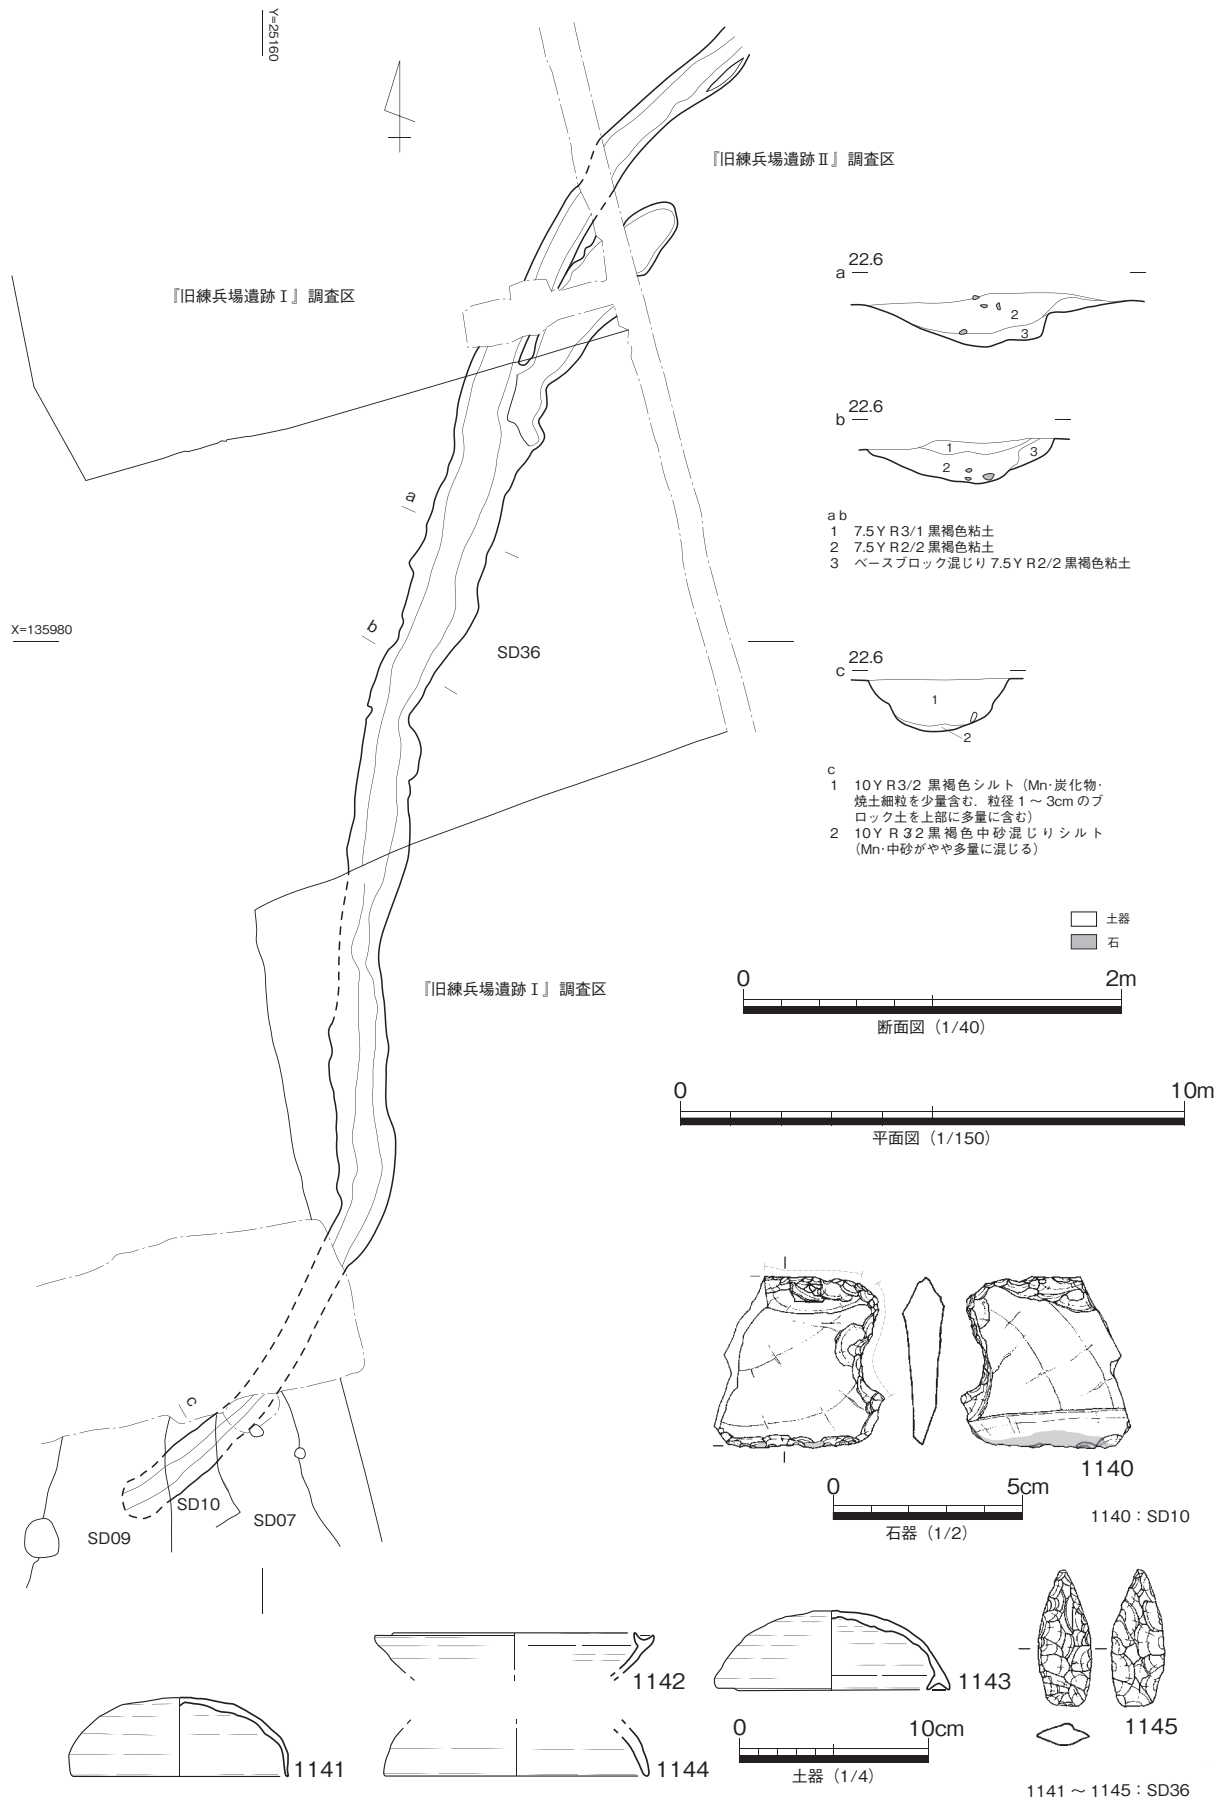 Y=25160
『旧練兵場遺跡Ⅱ』調査区
『旧練兵場遺跡Ⅰ』調査区
a
b
X=135980
SD36
『旧練兵場遺跡Ⅰ』調査区
c
SD10
SD07
SD09
22.6
a
2
3
22.6
b
1
2
3
a b
1 7.5ＹＲ3/1 黒褐色粘土
2 7.5ＹＲ2/2 黒褐色粘土
3 ベースブロック混じり 7.5ＹＲ2/2 黒褐色粘土
22.6
c
1
2
c
1 10ＹＲ3/2 黒褐色シルト（Mn・炭化物・
焼土細粒を少量含む．粒径 1 ～ 3cm のブ
ロック土を上部に多量に含む）
2 10ＹＲ32黒褐色中砂混じりシルト
（Mn・中砂がやや多量に混じる）
土器
石
0 2m
断面図（1/40）
0 10m
平面図（1/150）
1140
0 5cm
石器（1/2）
1140：SD10
1142
1143
1141
1144
1145
0 10cm
土器（1/4）
1141 ～ 1145：SD36